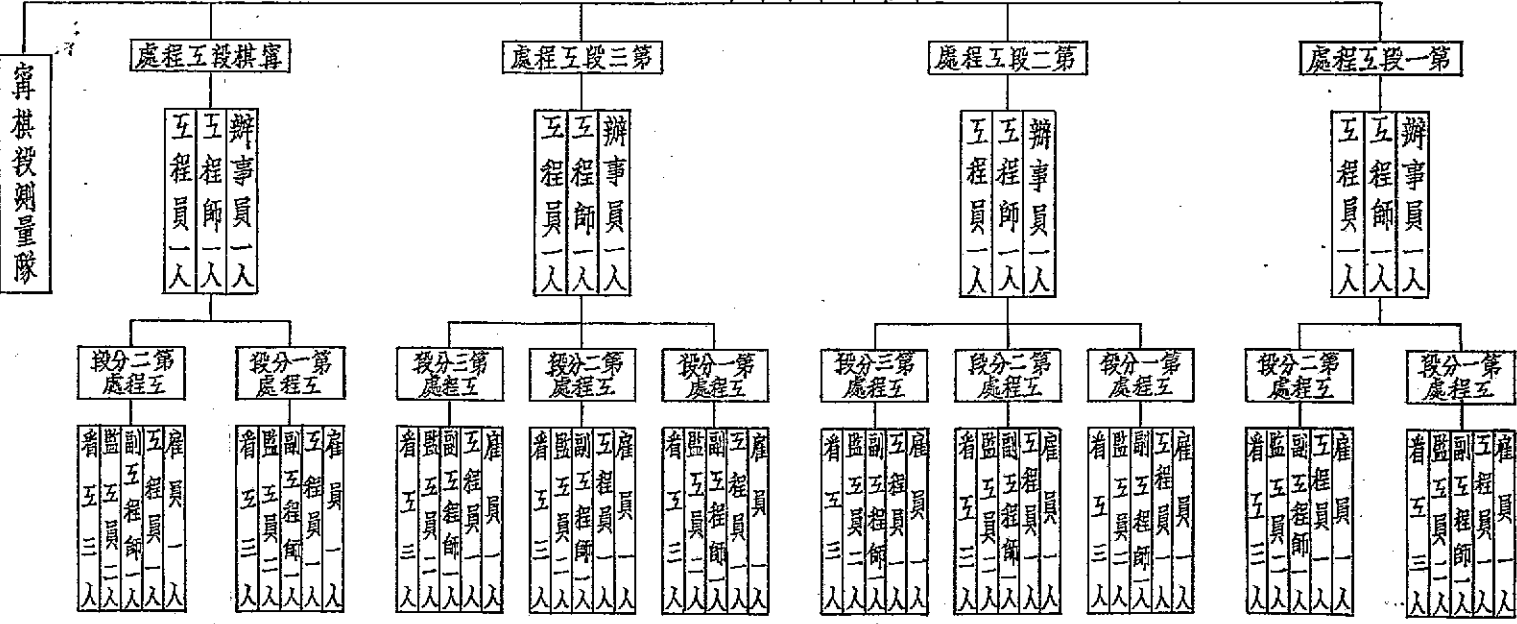 第一段工程處
第二段工程處
第三段工程處
甯棋段工程處
甯棋段測量隊
辦事員一人
工程師一人
工程員一人
辦事員一人
工程師一人
工程員一人
辦事員一人
工程師一人
工程員一人
辦事員一人
工程師一人
工程員一人
第一分段
工程處
第二分段
工程處
第一分段
工程處
第二分段
工程處
第三分段
工程處
第一分段
工程處
第二分段
工程處
第三分段
工程處
第一分段
工程處
第二分段
工程處
雇員一人
工程員一人
副工程師一人
監工員二人
看工三人
雇員一人
工程員一人
副工程師一人
監工員二人
看工三人
雇員一人
工程員一人
副工程師一人
監工員二人
看工三人
雇員一人
工程員一人
副工程師一人
監工員二人
看工三人
雇員一人
工程員一人
副工程師一人
監工員二人
看工三人
雇員一人
工程員一人
副工程師一人
監工員二人
看工三人
雇員一人
工程員一人
副工程師一人
監工員二人
看工三人
雇員一人
工程員一人
副工程師一人
監工員二人
看工三人
雇員一人
工程員一人
副工程師一人
監工員二人
看工三人
雇員一人
工程員一人
副工程師一人
監工員二人
看工三人